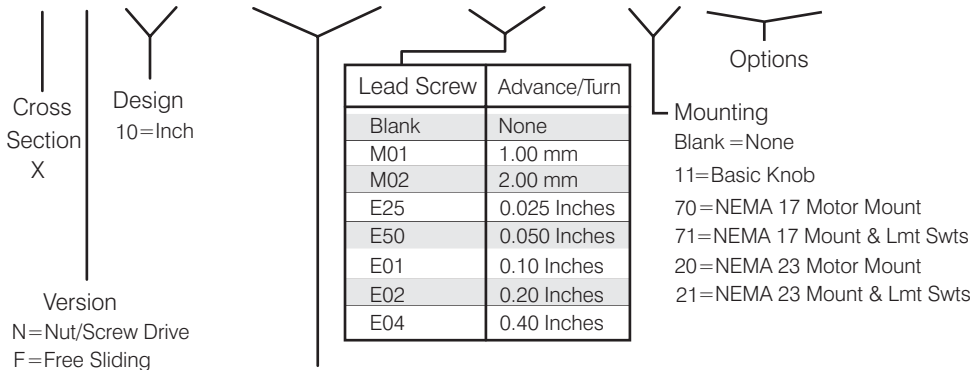 Options
Cross
Section
X
Design
10=Inch
Version
N=Nut/Screw Drive
F=Free Sliding
Lead Screw Advance/Turn
Blank None
M01 1.00 mm
M02 2.00 mm
E25 0.025 Inches
E50 0.050 Inches
E01 0.10 Inches
E02 0.20 Inches
E04 0.40 Inches
Mounting
Blank =None
11=Basic Knob
70=NEMA 17 Motor Mount
71=NEMA 17 Mount & Lmt Swts
20=NEMA 23 Motor Mount
21=NEMA 23 Mount & Lmt Swts